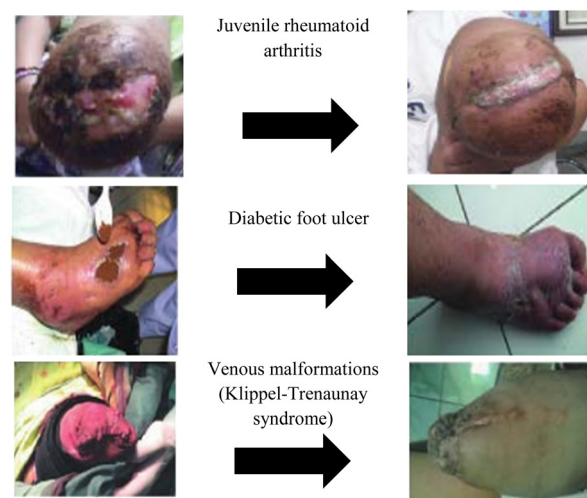 Juvenile rheumatoid
arthritis
Diabetic foot ulcer
Venous malformations
(Klippel-Trenaunay
syndrome)